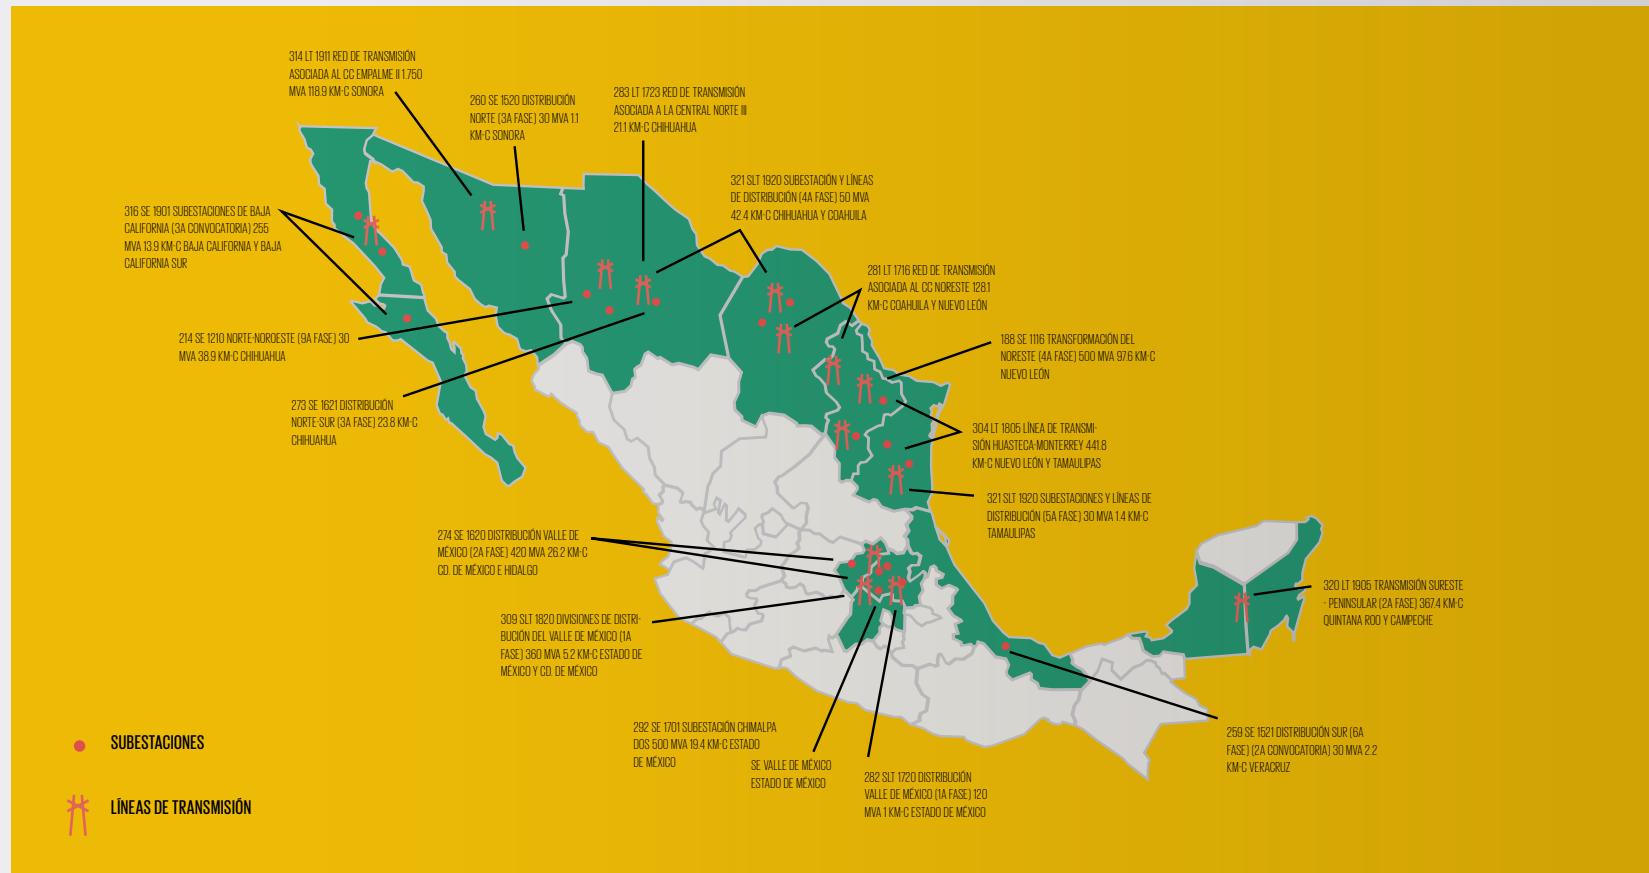 314 LT 1911 RED DE TRANSMISIÓN
ASOCIADA AL CC EMPALME II 1.750
MVA 118.9 KM-C SONORA
260 SE 1520 DISTRIBUCIÓN
NORTE (3A FASE) 30 MVA 1.1
KM-C SONORA
283 LT 1723 RED DE TRANSMISIÓN
ASOCIADA A LA CENTRAL NORTE III
21.1 KM-C CHIHUAHUA
321 SLT 1920 SUBESTACIÓN Y LÍNEAS
DE DISTRIBUCIÓN (4A FASE) 50 MVA
42.4 KM-C CHIHUAHUA Y COAHUILA
316 SE 1901 SUBESTACIONES DE BAJA
CALIFORNIA (3A CONVOCATORIA) 255
MVA 13.9 KM-C BAJA CALIFORNIA Y BAJA
CALIFORNIA SUR
281 LT 1716 RED DE TRANSMISIÓN
ASOCIADA AL CC NORESTE 128.1
KM-C COAHUILA Y NUEVO LEÓN
214 SE 1210 NORTE-NOROESTE (9A FASE) 30
MVA 38.9 KM-C CHIHUAHUA
188 SE 1116 TRANSFORMACIÓN DEL
NORESTE (4A FASE) 500 MVA 97.6 KM-C
NUEVO LEÓN
273 SE 1621 DISTRIBUCIÓN
NORTE-SUR (3A FASE) 23.8 KM-C
CHIHUAHUA
304 LT 1805 LÍNEA DE TRANSMI-
SIÓN HUASTECA-MONTERREY 441.8
KM-C NUEVO LEÓN Y TAMAULIPAS
321 SLT 1920 SUBESTACIONES Y LÍNEAS DE
DISTRIBUCIÓN (5A FASE) 30 MVA 1.4 KM-C
TAMAULIPAS
274 SE 1620 DISTRIBUCIÓN VALLE DE
MÉXICO (2A FASE) 420 MVA 26.2 KM-C
CD. DE MÉXICO E HIDALGO
320 LT 1905 TRANSMISIÓN SURESTE
- PENINSULAR (2A FASE) 367.4 KM-C
QUINTANA ROO Y CAMPECHE
309 SLT 1820 DIVISIONES DE DISTRI-
BUCIÓN DEL VALLE DE MÉXICO (1A
FASE) 360 MVA 5.2 KM-C ESTADO DE
MÉXICO Y CD. DE MÉXICO
292 SE 1701 SUBESTACIÓN CHIMALPA
DOS 500 MVA 19.4 KM-C ESTADO
DE MÉXICO
SE VALLE DE MÉXICO
ESTADO DE MÉXICO
282 SLT 1720 DISTRIBUCIÓN
VALLE DE MÉXICO (1A FASE) 120
MVA 1 KM-C ESTADO DE MÉXICO
259 SE 1521 DISTRIBUCIÓN SUR (6A
FASE) (2A CONVOCATORIA) 30 MVA 2.2
KM-C VERACRUZ
SUBESTACIONES
LÍNEAS DE TRANSMISIÓN